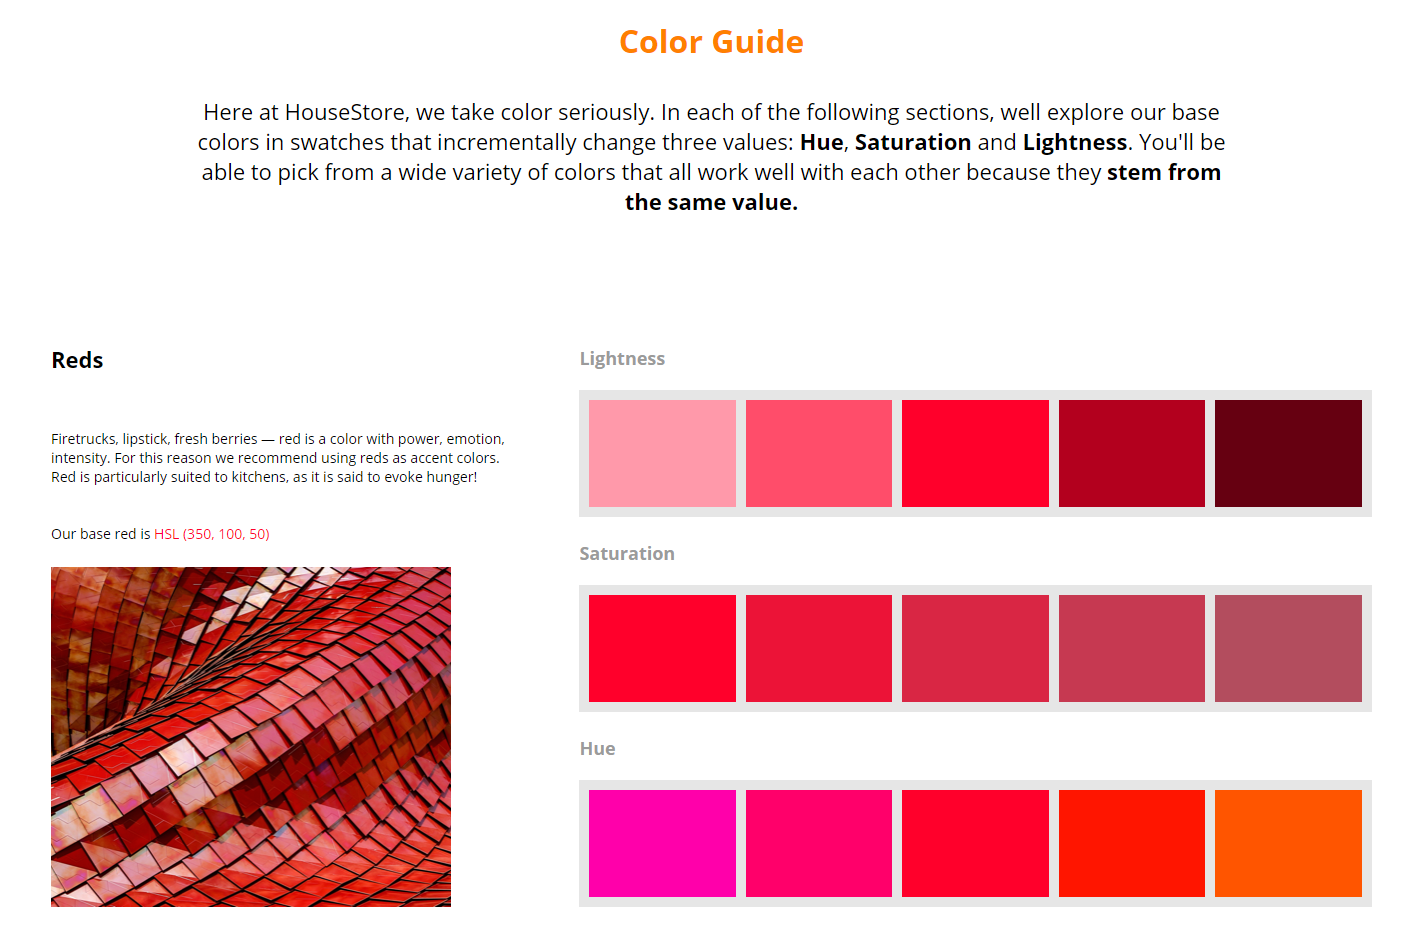 Color Guide
Here at HouseStore, we take color seriously. In each of the following sections, well explore our base
colors in swatches that incrementally change three values: Hue, Saturation and Lightness. You'll be
able to pick from a wide variety of colors that all work well with each other because they stem from
the same value.
Reds
Firetrucks, lipstick, fresh berries — red is a color with power, emotion,
intensity. For this reason we recommend using reds as accent colors.
Red is particularly suited to kitchens, as it is said to evoke hunger!
Our base red is HSL (350, 100, 50)
Lightness
Saturation
Hue